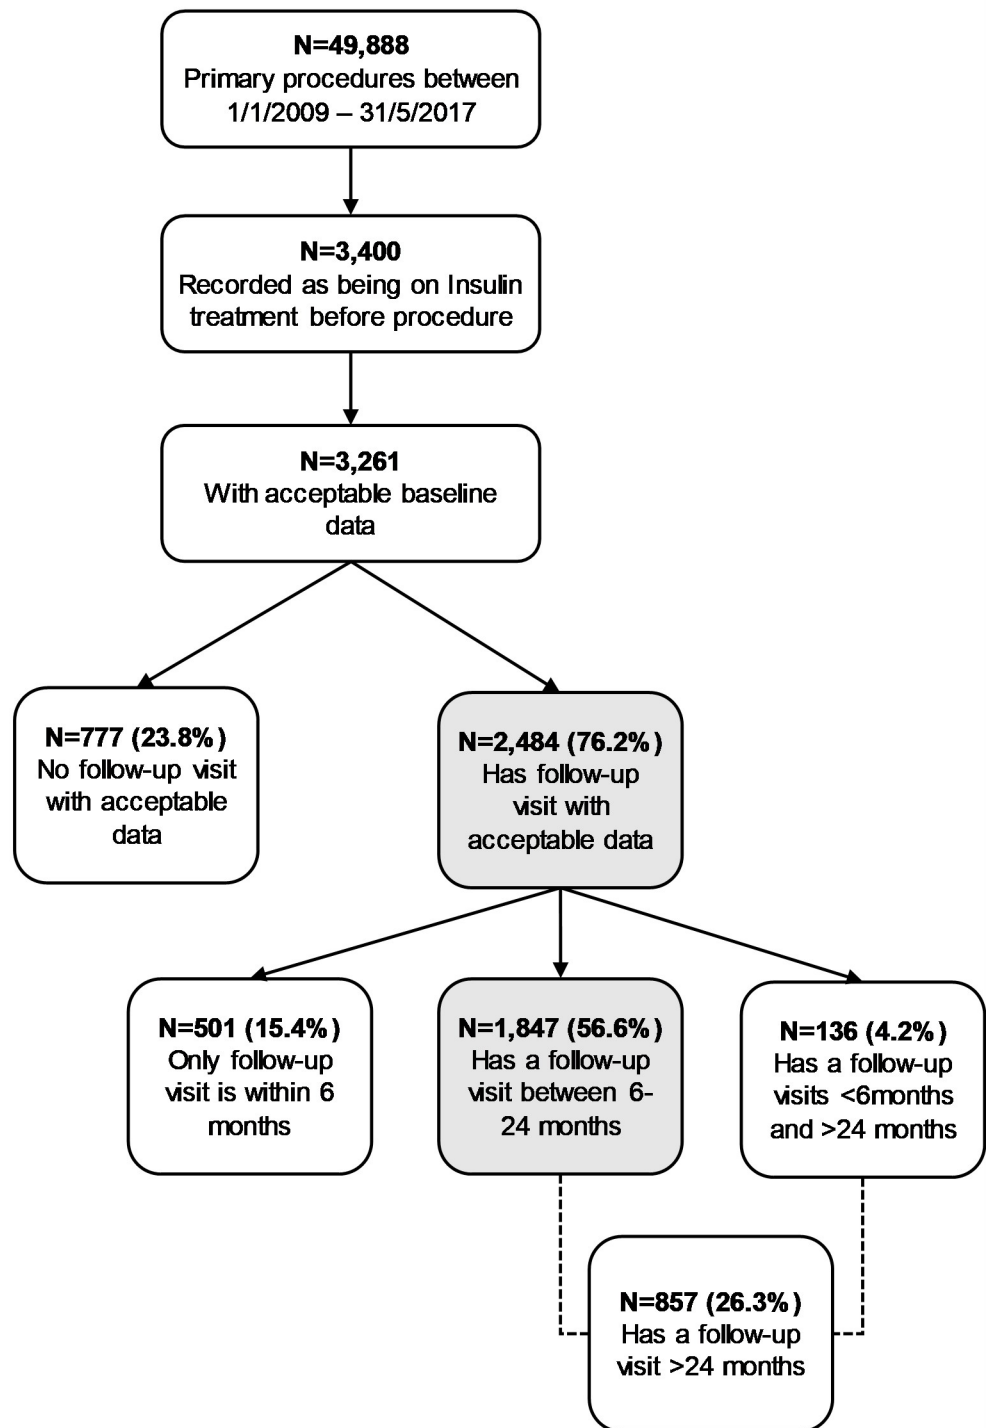 N=49,888
Primary procedures between
1/1/2009 – 31/5/2017
N=3,400
Recorded as being on Insulin
treatment before procedure
N=3,261
With acceptable baseline
data
N=777 (23.8%)
No follow-up visit
with acceptable
data
N=2,484 (76.2%)
Has follow-up
visit with
acceptable data
N=501 (15.4%)
Only follow-up
visit is within 6
months
N=1,847 (56.6%)
Has a follow-up
visit between 6-
24 months
N=136 (4.2%)
Has a follow-up
visits <6months
and >24 months
N=857 (26.3%)
Has a follow-up
visit >24 months